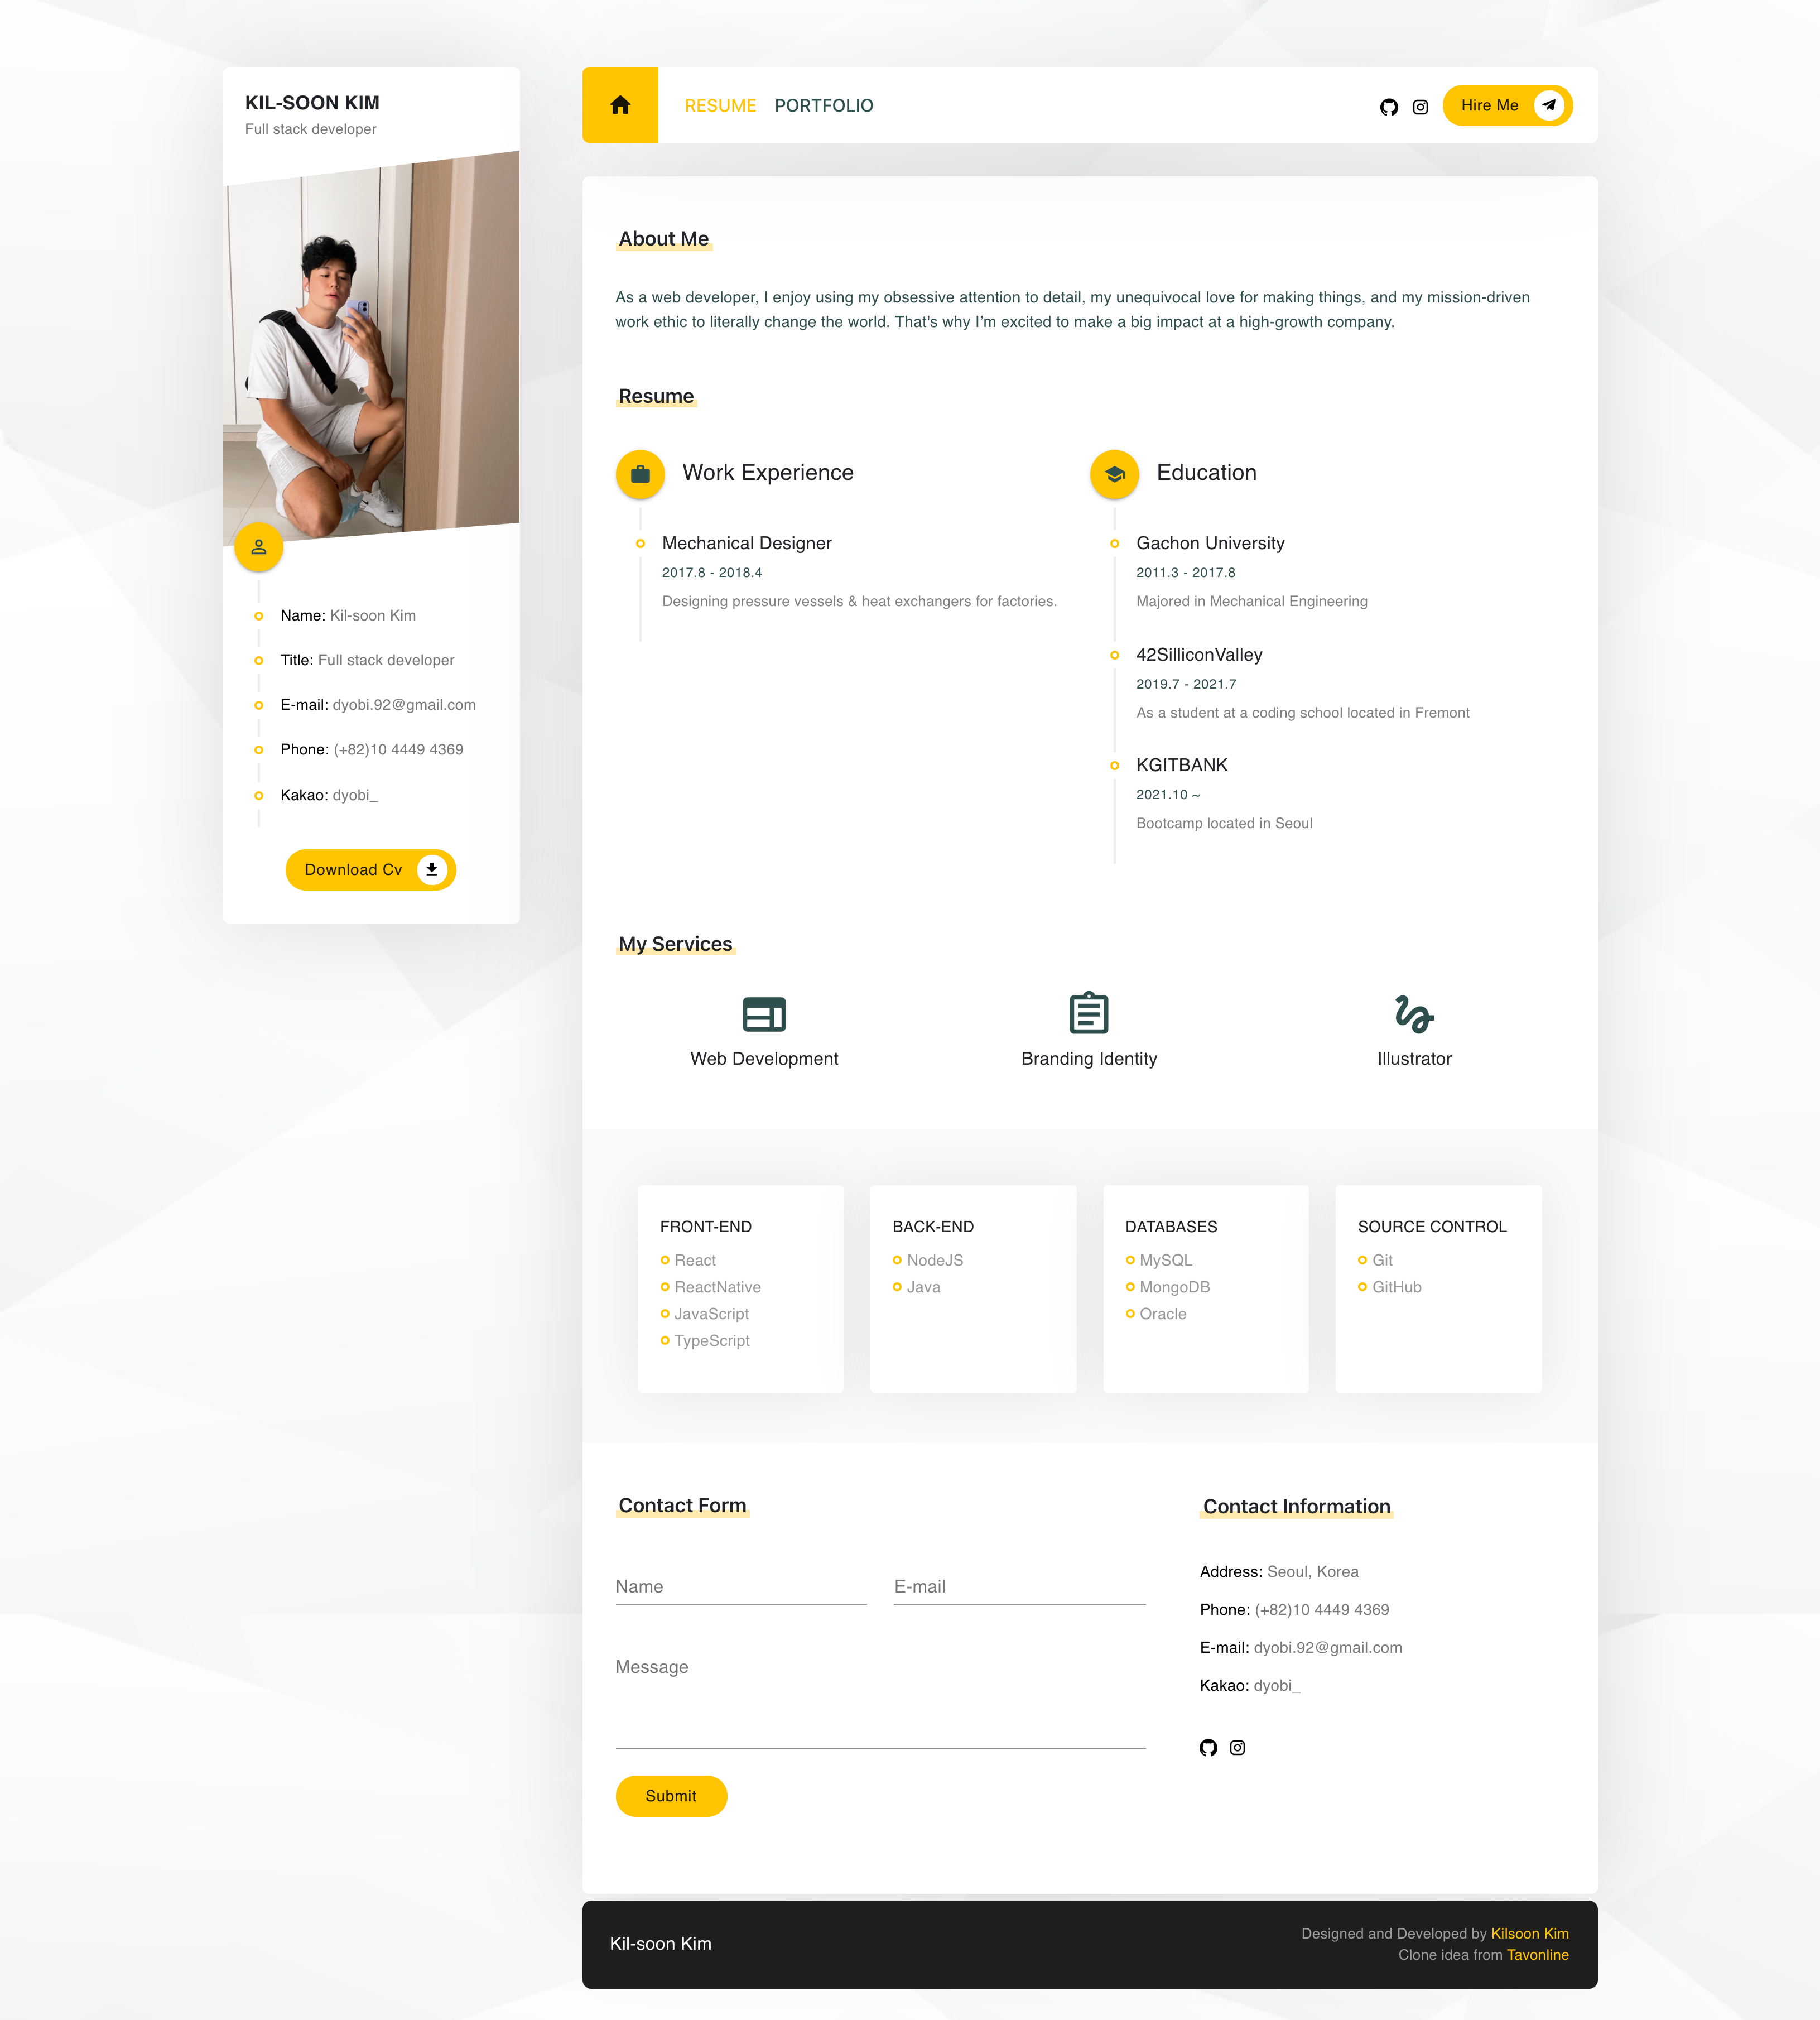 KIL-SOON KIM
Full stack developer
Name: Kil-soon Kim
Title: Full stack developer
E-mail: dyobi.92@gmail.com
Phone: (+82)10 4449 4369
Kakao: dyobi_
Download Cv
RESUME PORTFOLIO
Hire Me
About Me
As a web developer, I enjoy using my obsessive attention to detail, my unequivocal love for making things, and my mission-driven
work ethic to literally change the world. That's why I'm excited to make a big impact at a high-growth company.
Resume
Work Experience
Mechanical Designer
2017.8 - 2018.4
Designing pressure vessels & heat exchangers for factories.
Education
Gachon University
2011.3 - 2017.8
Majored in Mechanical Engineering
42SilliconValley
2019.7 - 2021.7
As a student at a coding school located in Fremont
KGITBANK
2021.10 ~
Bootcamp located in Seoul
My Services
Web Development
Branding Identity
Illustrator
FRONT-END
React
ReactNative
JavaScript
TypeScript
BACK-END
NodeJS
Java
DATABASES
MySQL
MongoDB
Oracle
SOURCE CONTROL
Git
GitHub
Contact Form
Name
E-mail
Message
Submit
Contact Information
Address: Seoul, Korea
Phone: (+82)10 4449 4369
E-mail: dyobi.92@gmail.com
Kakao: dyobi_
Kil-soon Kim
Designed and Developed by Kilsoon Kim
Clone idea from Tavonline